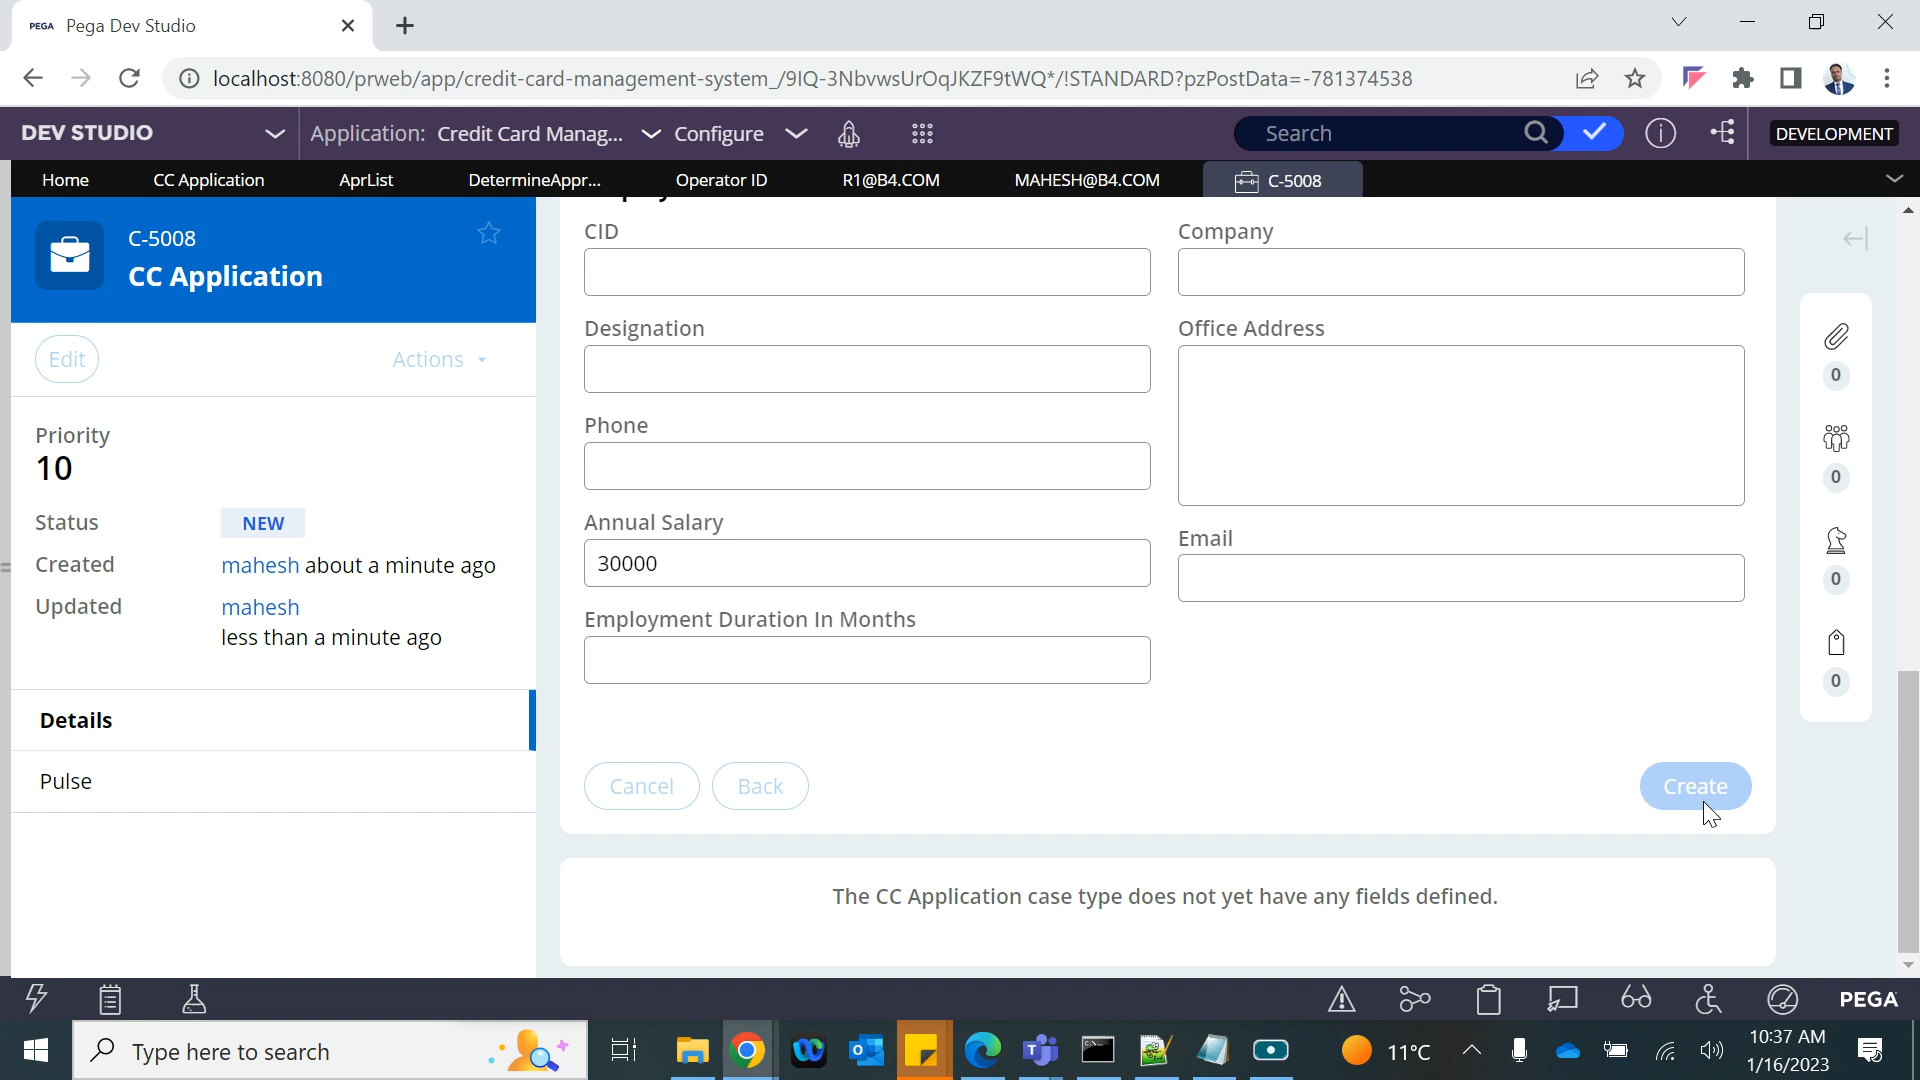 PEGA Pega Dev Studio
localhost:8080/prweb/app/credit-card-management-system_/9IQ-3NbvwsUrOqJKZF9tWQ*/!STANDARD?pzPostData=-781374538
DEV STUDIO Application: Credit Card Manag... Configure Search DEVELOPMENT
Home CC Application AprList DetermineAppr... Operator ID R1@B4.COM MAHESH@B4.COM C-5008
C-5008
CC Application
Edit Actions
Priority
10
Status NEW
Created mahesh about a minute ago
Updated mahesh
less than a minute ago
Details
Pulse
CID
Company
Designation
Office Address
Phone
Annual Salary
30000
Email
Employment Duration In Months
Cancel Back Create
The CC Application case type does not yet have any fields defined.
0
0
0
0
PEGA
Type here to search
11°C
10:37 AM
1/16/2023